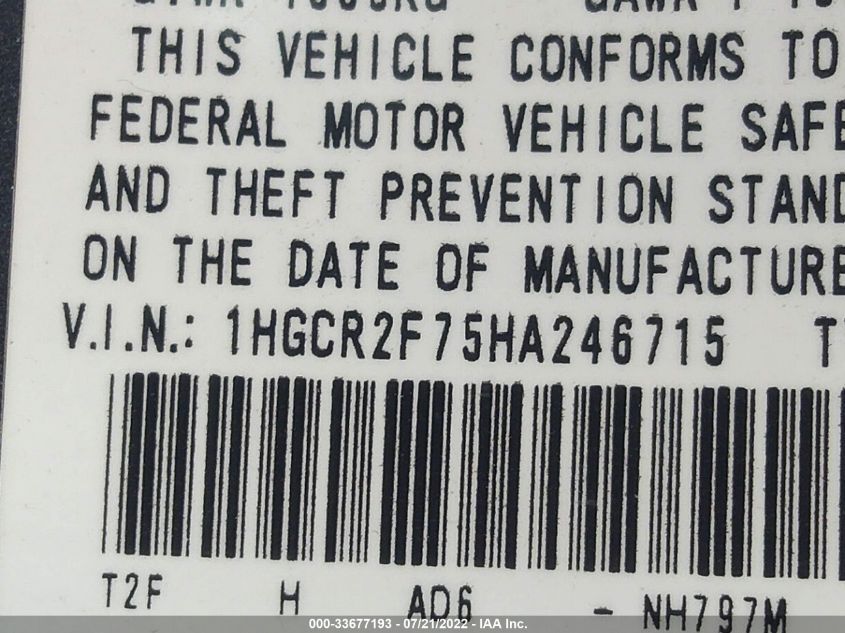 THIS VEHICLE CONFORMS TO
FEDERAL MOTOR VEHICLE SAFE
AND THEFT PREVENTION STAND
ON THE DATE OF MANUFACTURE
V.I.N.: 1HGCR2F75HA246715 T
T2F H AD6 - NH797M
000-33677193 - 07/21/2022 - IAA Inc.